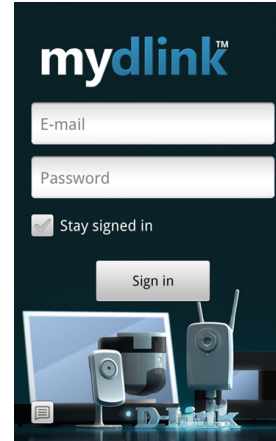 mydlink™
E-mail
Password
Stay signed in
Sign in
D-Link